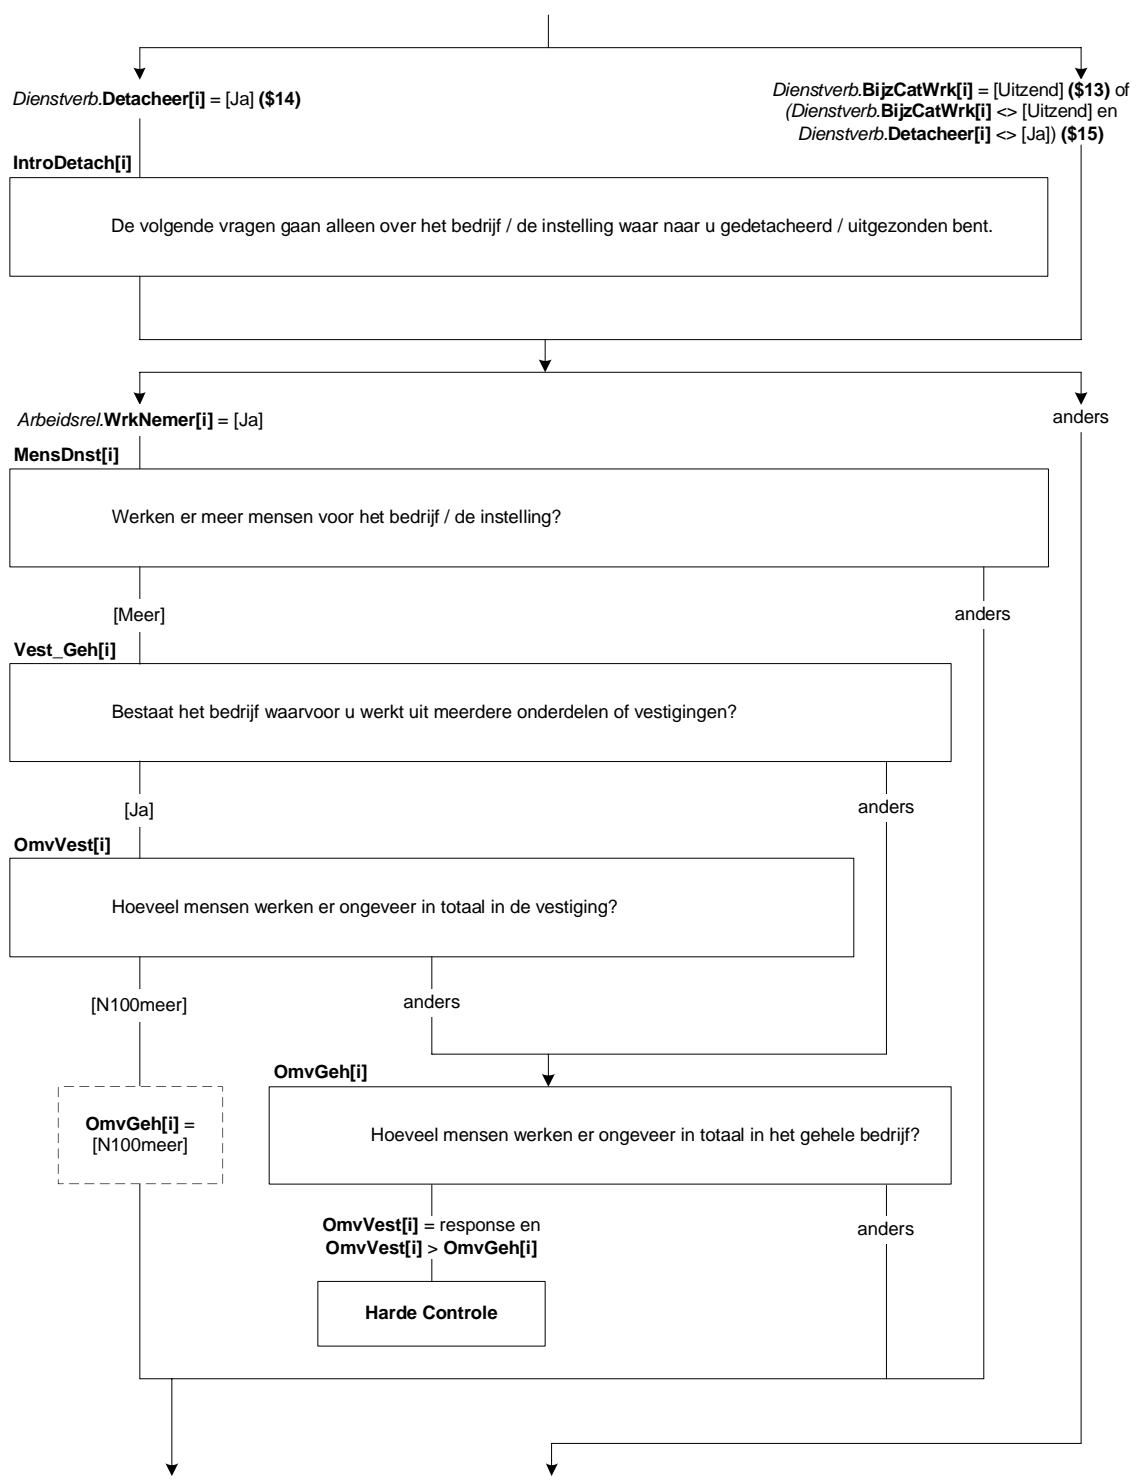 Dienstverb.Detacheer[i] = [Ja] ($14)
Dienstverb.BijzCatWrk[i] = [Uitzend] ($13) of
(Dienstverb.BijzCatWrk[i] <> [Uitzend] en
Dienstverb.Detacheer[i] <> [Ja]) ($15)
IntroDetach[i]
De volgende vragen gaan alleen over het bedrijf / de instelling waar naar u gedetacheerd / uitgezonden bent.
Arbeidsrel.WrkNemer[i] = [Ja]
anders
MensDnst[i]
Werken er meer mensen voor het bedrijf / de instelling?
[Meer]
anders
Vest_Geh[i]
Bestaat het bedrijf waarvoor u werkt uit meerdere onderdelen of vestigingen?
[Ja]
anders
OmvVest[i]
Hoeveel mensen werken er ongeveer in totaal in de vestiging?
[N100meer]
anders
OmvGeh[i]
OmvGeh[i] =
[N100meer]
Hoeveel mensen werken er ongeveer in totaal in het gehele bedrijf?
OmvVest[i] = response en
OmvVest[i] > OmvGeh[i]
anders
Harde Controle